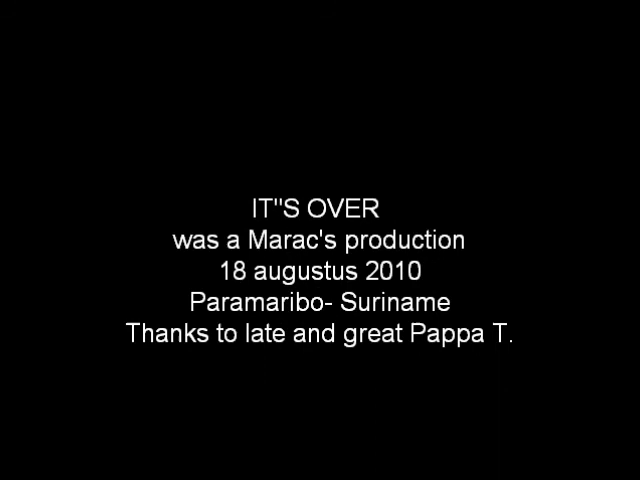 IT"S OVER
was a Marac's production
18 augustus 2010
Paramaribo- Suriname
Thanks to late and great Pappa T.